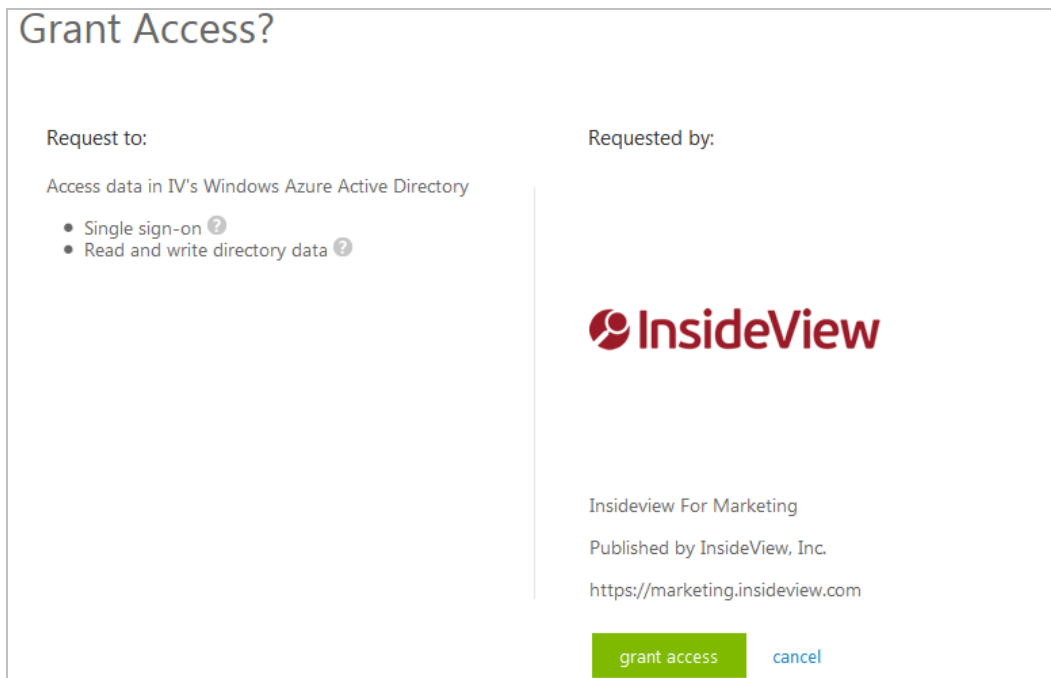 Grant Access?
Request to:
Access data in IV's Windows Azure Active Directory
Single sign-on ?
Read and write directory data ?
Requested by:
InsideView
Insideview For Marketing
Published by InsideView, Inc.
https://marketing.insideview.com
grant access
cancel